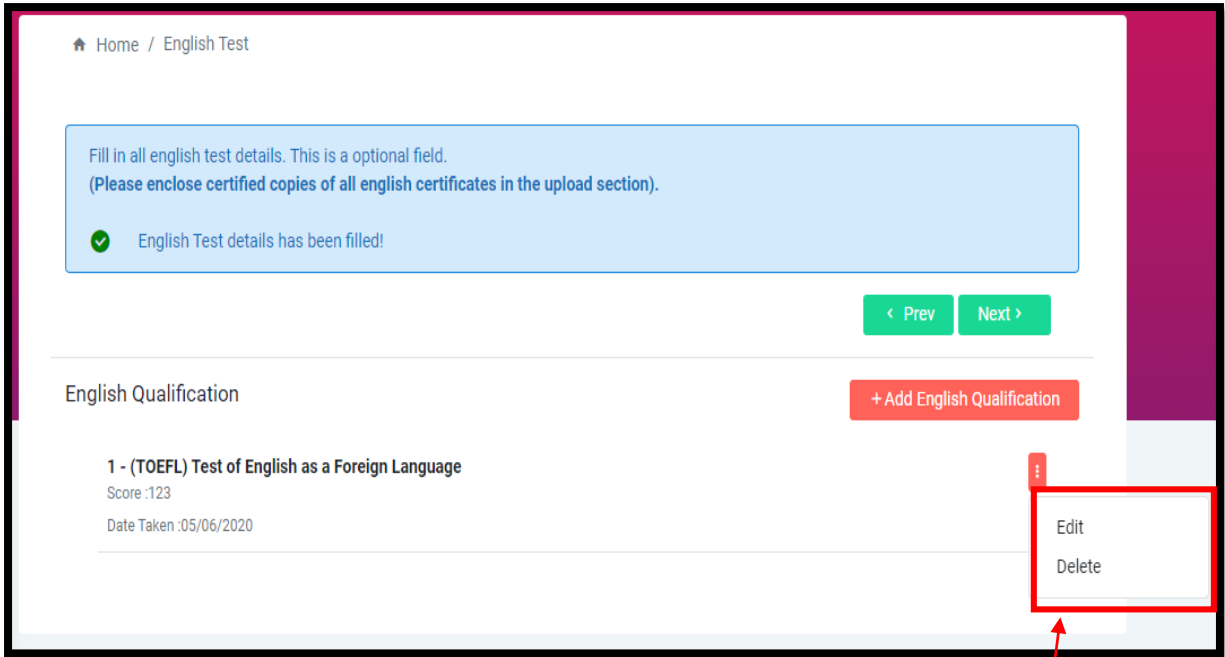 Home / English Test
Fill in all english test details. This is a optional field.
(Please enclose certified copies of all english certificates in the upload section).
English Test details has been filled!
‹ Prev
Next ›
English Qualification
+ Add English Qualification
1 - (TOEFL) Test of English as a Foreign Language
Score :123
Date Taken :05/06/2020
Edit
Delete